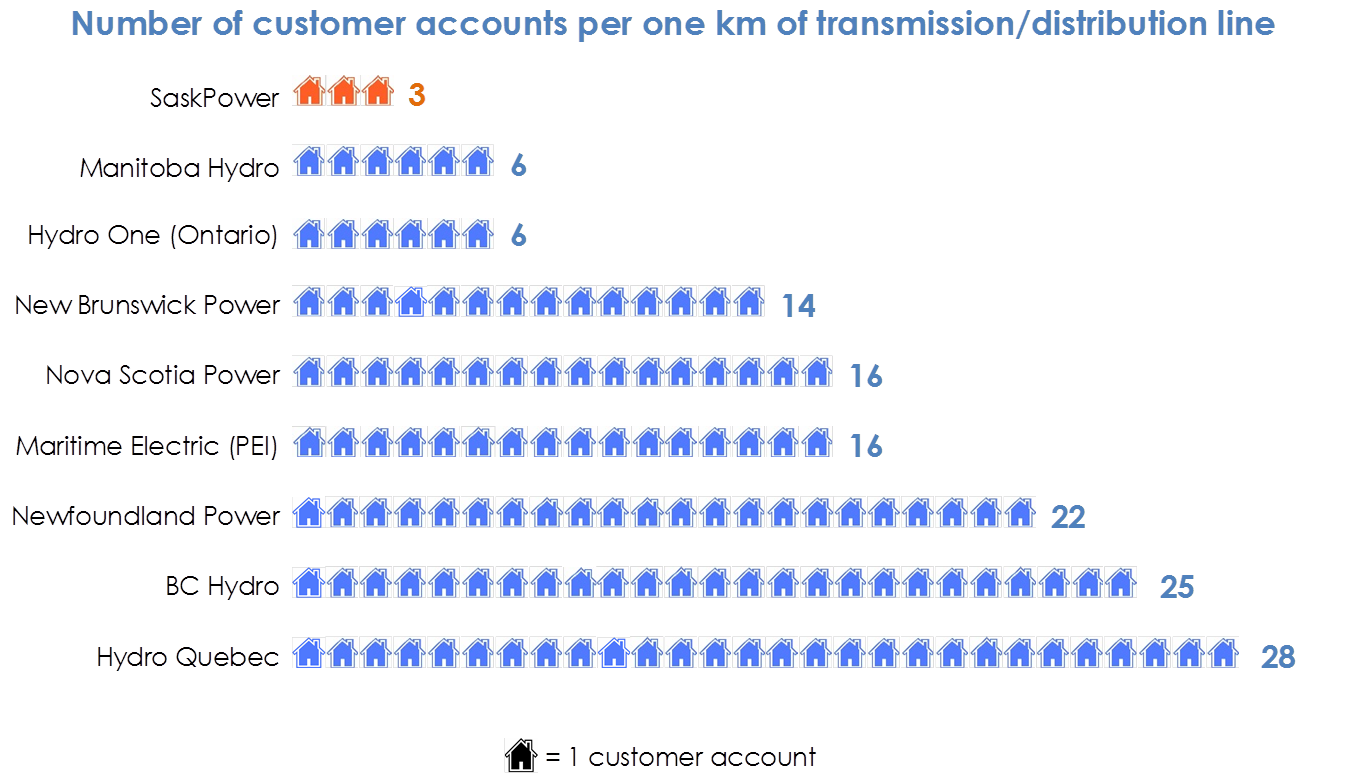 Number of customer accounts per one km of transmission/distribution line
SaskPower 3
Manitoba Hydro 6
Hydro One (Ontario) 6
New Brunswick Power 14
Nova Scotia Power 16
Maritime Electric (PEI) 16
Newfoundland Power 22
BC Hydro 25
Hydro Quebec 28
= 1 customer account